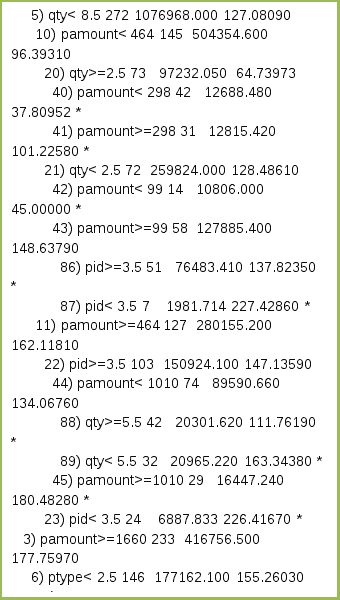 5) qty< 8.5 272 1076968.000 127.08090
10) pamount< 464 145 504354.600
96.39310
20) qty>=2.5 73 97232.050 64.73973
40) pamount< 298 42 12688.480
37.80952 *
41) pamount>=298 31 12815.420
101.22580 *
21) qty< 2.5 72 259824.000 128.48610
42) pamount< 99 14 10806.000
45.00000 *
43) pamount>=99 58 127885.400
148.63790
86) pid>=3.5 51 76483.410 137.82350
*
87) pid< 3.5 7 1981.714 227.42860 *
11) pamount>=464 127 280155.200
162.11810
22) pid>=3.5 103 150924.100 147.13590
44) pamount< 1010 74 89590.660
134.06760
88) qty>=5.5 42 20301.620 111.76190
*
89) qty< 5.5 32 20965.220 163.34380 *
45) pamount>=1010 29 16447.240
180.48280 *
23) pid< 3.5 24 6887.833 226.41670 *
3) pamount>=1660 233 416756.500
177.75970
6) ptype< 2.5 146 177162.100 155.26030